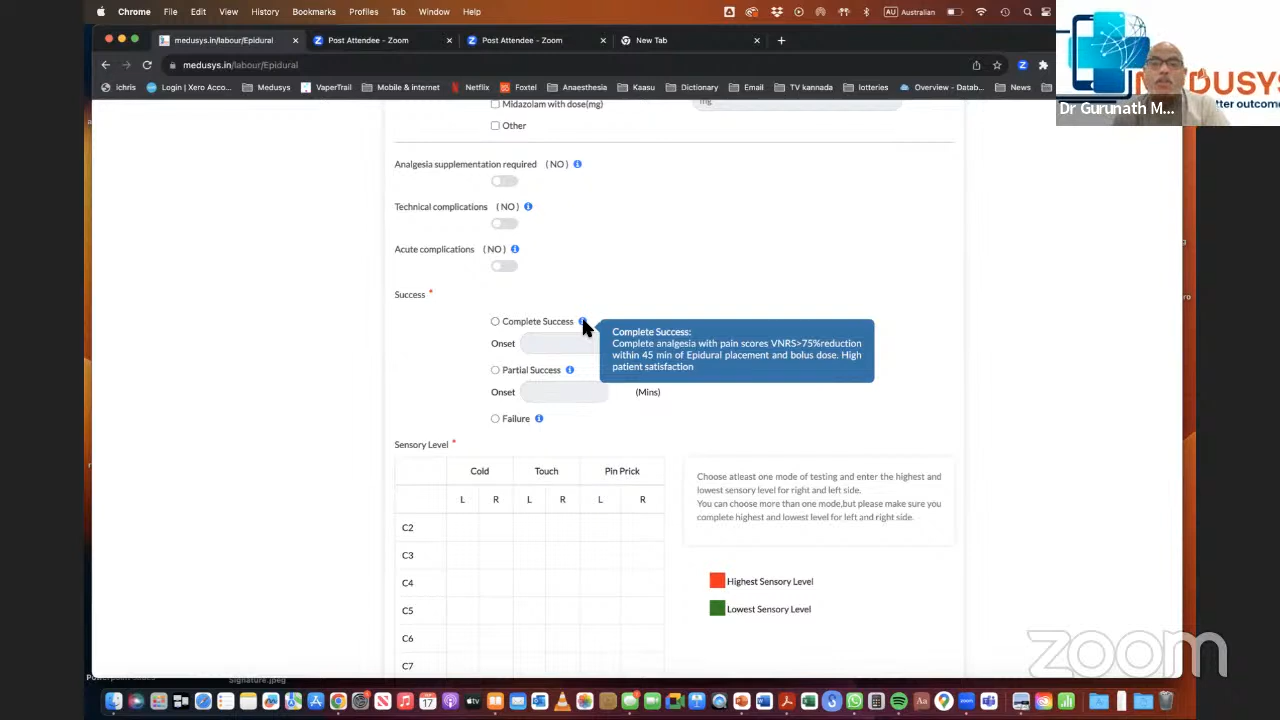 Chrome File Edit View History Bookmarks Profiles Tab Window Help
AU Australian
medusys.in/labour/Epidural
Post Attendee - Zoom
Post Attendee - Zoom
New Tab
medusys.in/labour/Epidural
ichris
Login | Xero Acco...
Medusys
VaperTrail
Mobile & internet
Netflix
Foxtel
Anaesthesia
Kaasu
Dictionary
Email
TV kannada
lotteries
Overview - Datab...
News
Dr Gurunath M...
Midazolam with dose(mg)
mg
Other
Analgesia supplementation required (NO)
Technical complications (NO)
Acute complications (NO)
Success *
Complete Success
Onset
Complete Success:
Complete analgesia with pain scores VNRS>75%reduction
within 45 min of Epidural placement and bolus dose. High
patient satisfaction
Partial Success
Onset (Mins)
Failure
Sensory Level *
Cold Touch Pin Prick
L R L R L R
C2
C3
C4
C5
C6
C7
Choose atleast one mode of testing and enter the highest and
lowest sensory level for right and left side.
You can choose more than one mode,but please make sure you
complete highest and lowest level for left and right side.
Highest Sensory Level
Lowest Sensory Level
zoom
Signature.jpeg